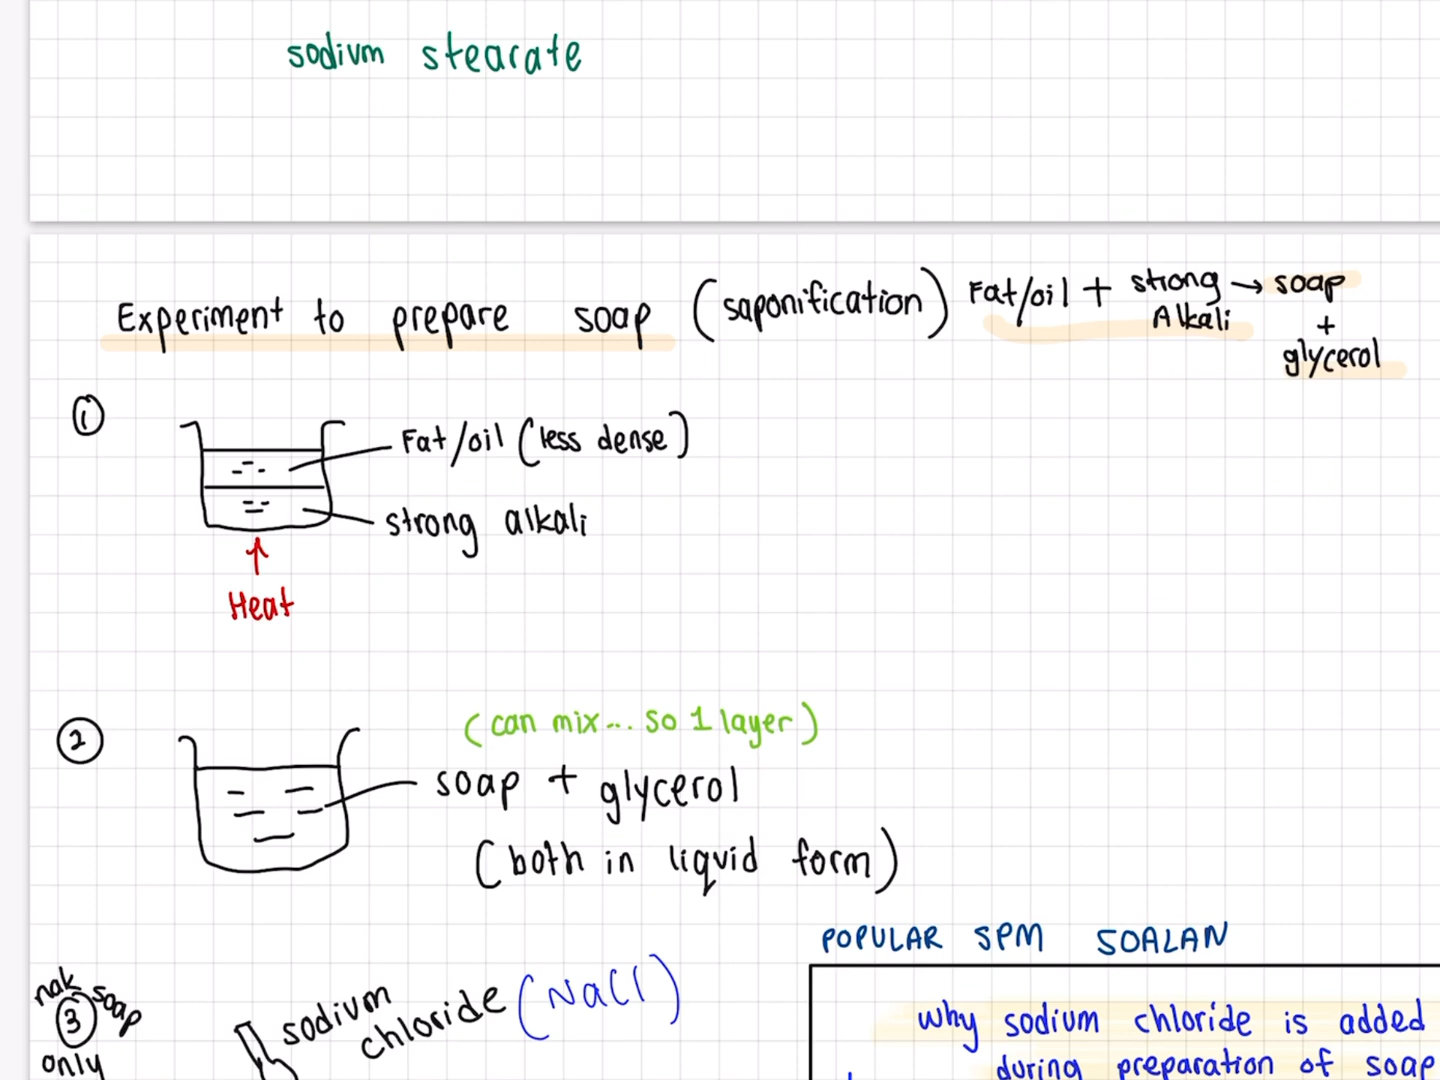 sodium stearate
Experiment to prepare soap (saponification) Fat/oil + strong Alkali → soap + glycerol
①
Fat/oil (less dense)
strong alkali
Heat
②
(can mix... so 1 layer)
soap + glycerol
(both in liquid form)
POPULAR SPM SOALAN
nak soap
③
only
sodium chloride (NaCl)
why sodium chloride is added
during preparation of soap